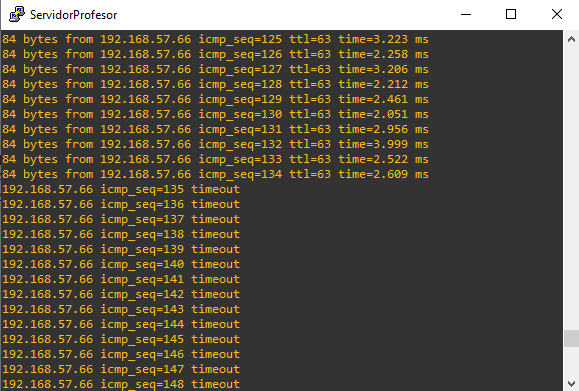 ServidorProfesor
84 bytes from 192.168.57.66 icmp_seq=125 ttl=63 time=3.223 ms
84 bytes from 192.168.57.66 icmp_seq=126 ttl=63 time=2.258 ms
84 bytes from 192.168.57.66 icmp_seq=127 ttl=63 time=3.206 ms
84 bytes from 192.168.57.66 icmp_seq=128 ttl=63 time=2.212 ms
84 bytes from 192.168.57.66 icmp_seq=129 ttl=63 time=2.461 ms
84 bytes from 192.168.57.66 icmp_seq=130 ttl=63 time=2.051 ms
84 bytes from 192.168.57.66 icmp_seq=131 ttl=63 time=2.956 ms
84 bytes from 192.168.57.66 icmp_seq=132 ttl=63 time=3.999 ms
84 bytes from 192.168.57.66 icmp_seq=133 ttl=63 time=2.522 ms
84 bytes from 192.168.57.66 icmp_seq=134 ttl=63 time=2.609 ms
192.168.57.66 icmp_seq=135 timeout
192.168.57.66 icmp_seq=136 timeout
192.168.57.66 icmp_seq=137 timeout
192.168.57.66 icmp_seq=138 timeout
192.168.57.66 icmp_seq=139 timeout
192.168.57.66 icmp_seq=140 timeout
192.168.57.66 icmp_seq=141 timeout
192.168.57.66 icmp_seq=142 timeout
192.168.57.66 icmp_seq=143 timeout
192.168.57.66 icmp_seq=144 timeout
192.168.57.66 icmp_seq=145 timeout
192.168.57.66 icmp_seq=146 timeout
192.168.57.66 icmp_seq=147 timeout
192.168.57.66 icmp_seq=148 timeout